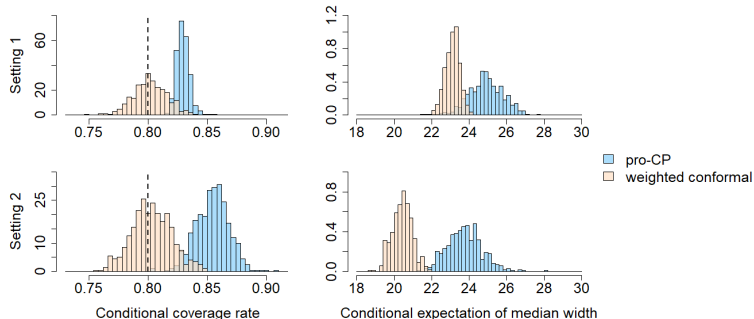 Setting 1
0
20
60
0.75 0.80 0.85 0.90
0.0 0.4 0.8 1.2
18 20 22 24 26 28 30
pro-CP
weighted conformal
Setting 2
0
10
25
0.75 0.80 0.85 0.90
0.0 0.4 0.8
18 20 22 24 26 28 30
Conditional coverage rate
Conditional expectation of median width